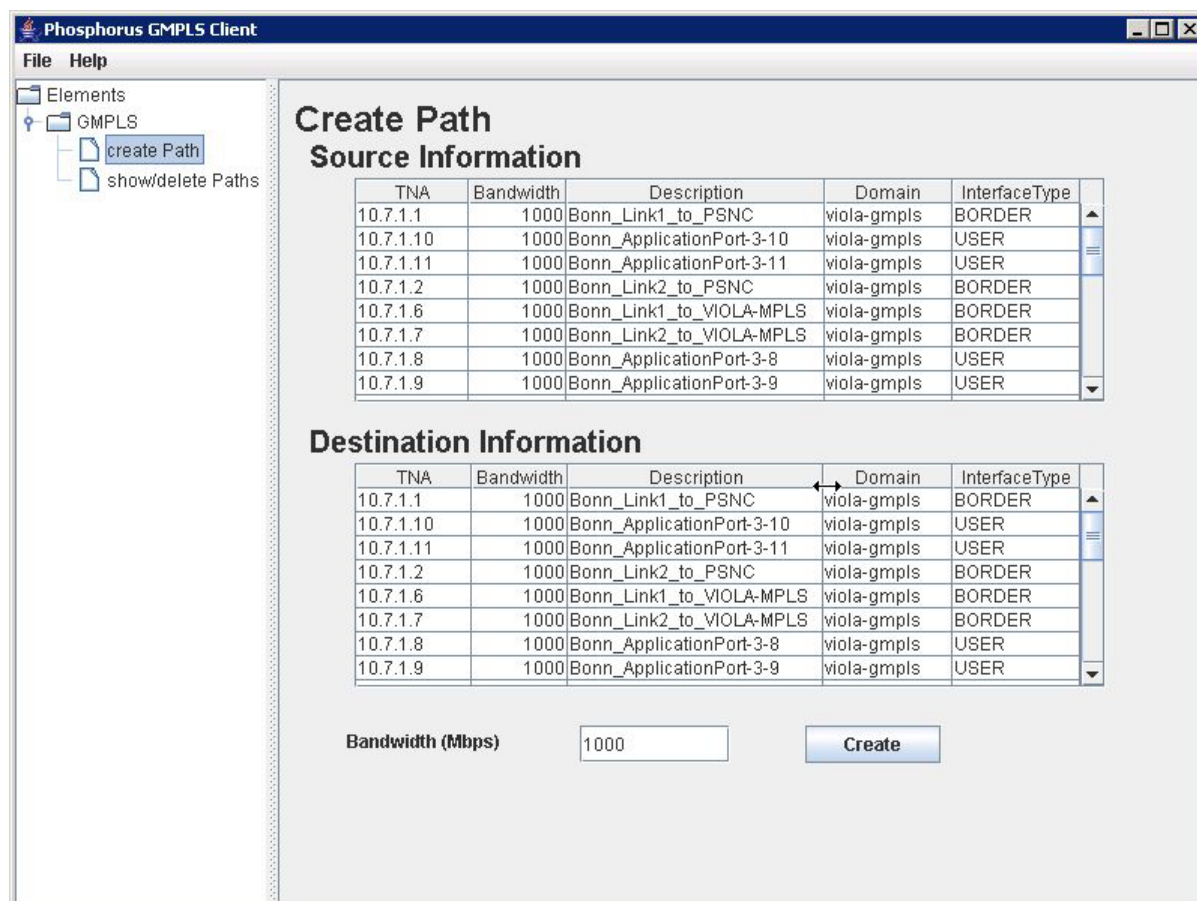 Phosphorus GMPLS Client
File Help
Elements
GMPLS
create Path
show/delete Paths
Create Path
Source Information
TNA Bandwidth Description Domain InterfaceType
10.7.1.1 1000 Bonn_Link1_to_PSNC viola-gmpls BORDER
10.7.1.10 1000 Bonn_ApplicationPort-3-10 viola-gmpls USER
10.7.1.11 1000 Bonn_ApplicationPort-3-11 viola-gmpls USER
10.7.1.2 1000 Bonn_Link2_to_PSNC viola-gmpls BORDER
10.7.1.6 1000 Bonn_Link1_to_VIOLA-MPLS viola-gmpls BORDER
10.7.1.7 1000 Bonn_Link2_to_VIOLA-MPLS viola-gmpls BORDER
10.7.1.8 1000 Bonn_ApplicationPort-3-8 viola-gmpls USER
10.7.1.9 1000 Bonn_ApplicationPort-3-9 viola-gmpls USER
Destination Information
TNA Bandwidth Description Domain InterfaceType
10.7.1.1 1000 Bonn_Link1_to_PSNC viola-gmpls BORDER
10.7.1.10 1000 Bonn_ApplicationPort-3-10 viola-gmpls USER
10.7.1.11 1000 Bonn_ApplicationPort-3-11 viola-gmpls USER
10.7.1.2 1000 Bonn_Link2_to_PSNC viola-gmpls BORDER
10.7.1.6 1000 Bonn_Link1_to_VIOLA-MPLS viola-gmpls BORDER
10.7.1.7 1000 Bonn_Link2_to_VIOLA-MPLS viola-gmpls BORDER
10.7.1.8 1000 Bonn_ApplicationPort-3-8 viola-gmpls USER
10.7.1.9 1000 Bonn_ApplicationPort-3-9 viola-gmpls USER
Bandwidth (Mbps) 1000 Create